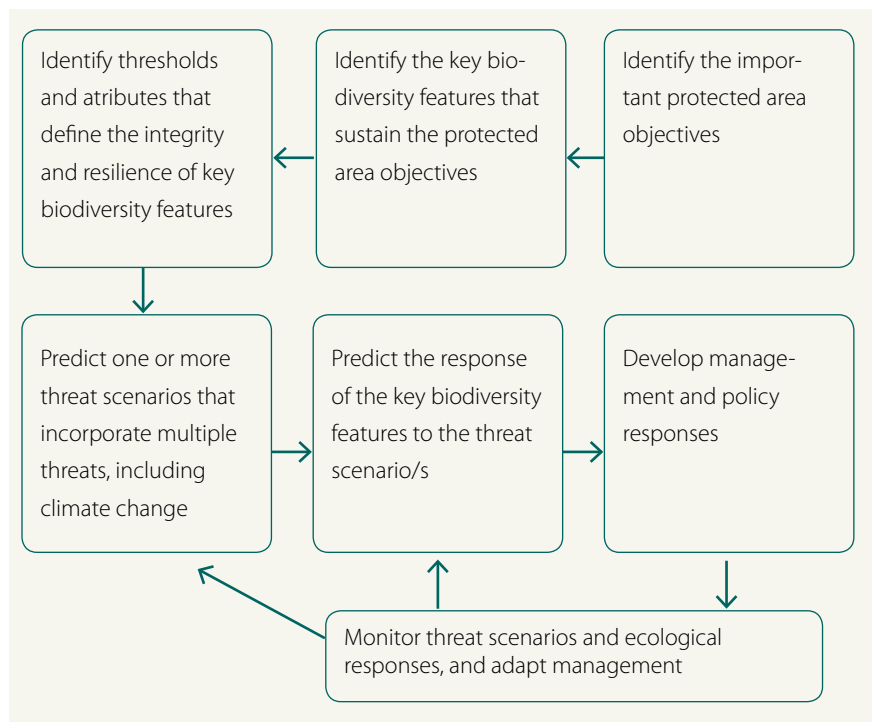 Identify thresholds
and atributes that
define the integrity
and resilience of key
biodiversity features
Identify the key bio-
diversity features that
sustain the protected
area objectives
Identify the impor-
tant protected area
objectives
Predict one or more
threat scenarios that
incorporate multiple
threats, including
climate change
Predict the response
of the key biodiversity
features to the threat
scenario/s
Develop manage-
ment and policy
responses
Monitor threat scenarios and ecological
responses, and adapt management